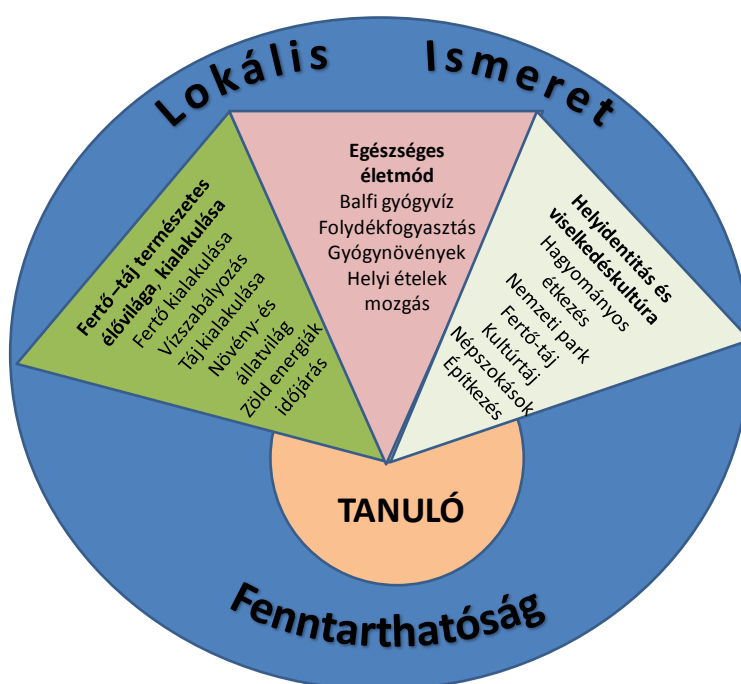 Lokális Ismeret
Fertő–táj természetes
élővilága, kialakulása
Fertő kialakulása
Vízszabályozás
Táj kialakulása
Növény- és
állatvilág
Zöld energiák
időjárás
Egészséges
életmód
Balfi gyógyvíz
Folydékfogyasztás
Gyógynövények
Helyi ételek
mozgás
Helyidentitás és
viselkedéskultúra
Hagyományos
étkezés
Nemzeti park
Fertő-táj
Kultúrtáj
Népszokások
Építkezés
TANULÓ
Fenntarthatóság